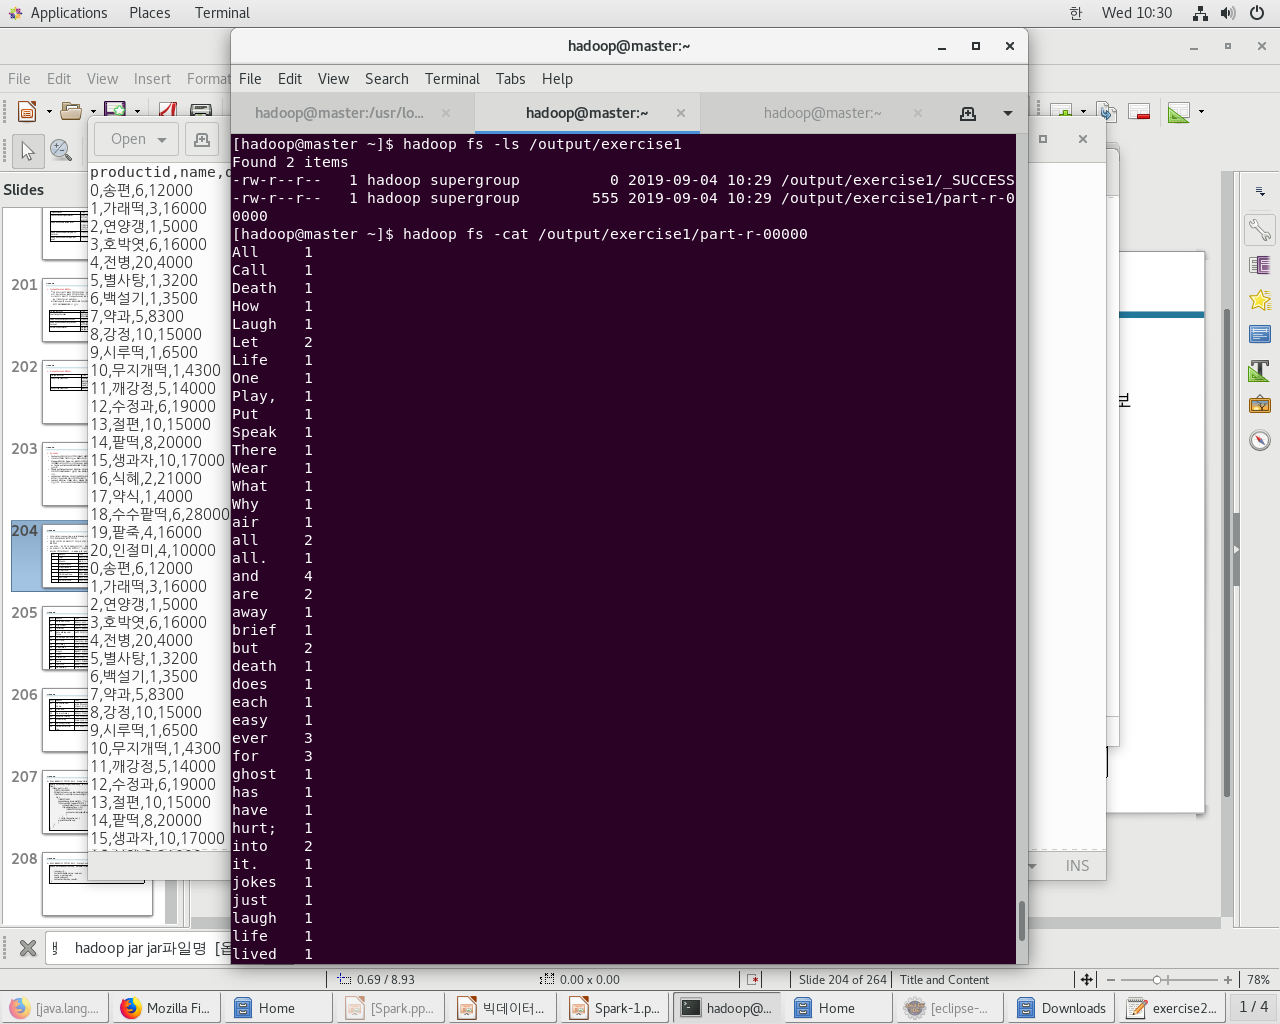 Applications Places Terminal 한 Wed 10:30
hadoop@master:~
File Edit View Insert Format
File Edit View Search Terminal Tabs Help
hadoop@master:/usr/lo... hadoop@master:~ hadoop@master:~
Open
Slides
201
202
203
204
205
206
207
208
productid,name,
0,송편,6,12000
1,가래떡,3,16000
2,연양갱,1,5000
3,호박엿,6,16000
4,전병,20,4000
5,별사탕,1,3200
6,백설기,1,3500
7,약과,5,8300
8,강정,10,15000
9,시루떡,1,6500
10,무지개떡,1,4300
11,깨강정,5,14000
12,수정과,6,19000
13,절편,10,15000
14,팥떡,8,20000
15,생과자,10,17000
16,식혜,2,21000
17,약식,1,4000
18,수수팥떡,6,28000
19,팥죽,4,16000
20,인절미,4,10000
0,송편,6,12000
1,가래떡,3,16000
2,연양갱,1,5000
3,호박엿,6,16000
4,전병,20,4000
5,별사탕,1,3200
6,백설기,1,3500
7,약과,5,8300
8,강정,10,15000
9,시루떡,1,6500
10,무지개떡,1,4300
11,깨강정,5,14000
12,수정과,6,19000
13,절편,10,15000
14,팥떡,8,20000
15,생과자,10,17000
[hadoop@master ~]$ hadoop fs -ls /output/exercise1
Found 2 items
-rw-r--r-- 1 hadoop supergroup 0 2019-09-04 10:29 /output/exercise1/_SUCCESS
-rw-r--r-- 1 hadoop supergroup 555 2019-09-04 10:29 /output/exercise1/part-r-0
0000
[hadoop@master ~]$ hadoop fs -cat /output/exercise1/part-r-00000
All 1
Call 1
Death 1
How 1
Laugh 1
Let 2
Life 1
One 1
Play, 1
Put 1
Speak 1
There 1
Wear 1
What 1
Why 1
air 1
all 2
all. 1
and 4
are 2
away 1
brief 1
but 2
death 1
does 1
each 1
easy 1
ever 3
for 3
ghost 1
has 1
have 1
hurt; 1
into 2
it. 1
jokes 1
just 1
laugh 1
life 1
lived 1
보
INS
hadoop jar jar파일명 [옵
0.69 / 8.93 0.00 x 0.00 Slide 204 of 264 Title and Content 78%
[java.lang.... Mozilla Fi... Home [Spark.pp... 빅데이터... Spark-1.p... hadoop@... Home [eclipse-... Downloads exercise2... 1 / 4